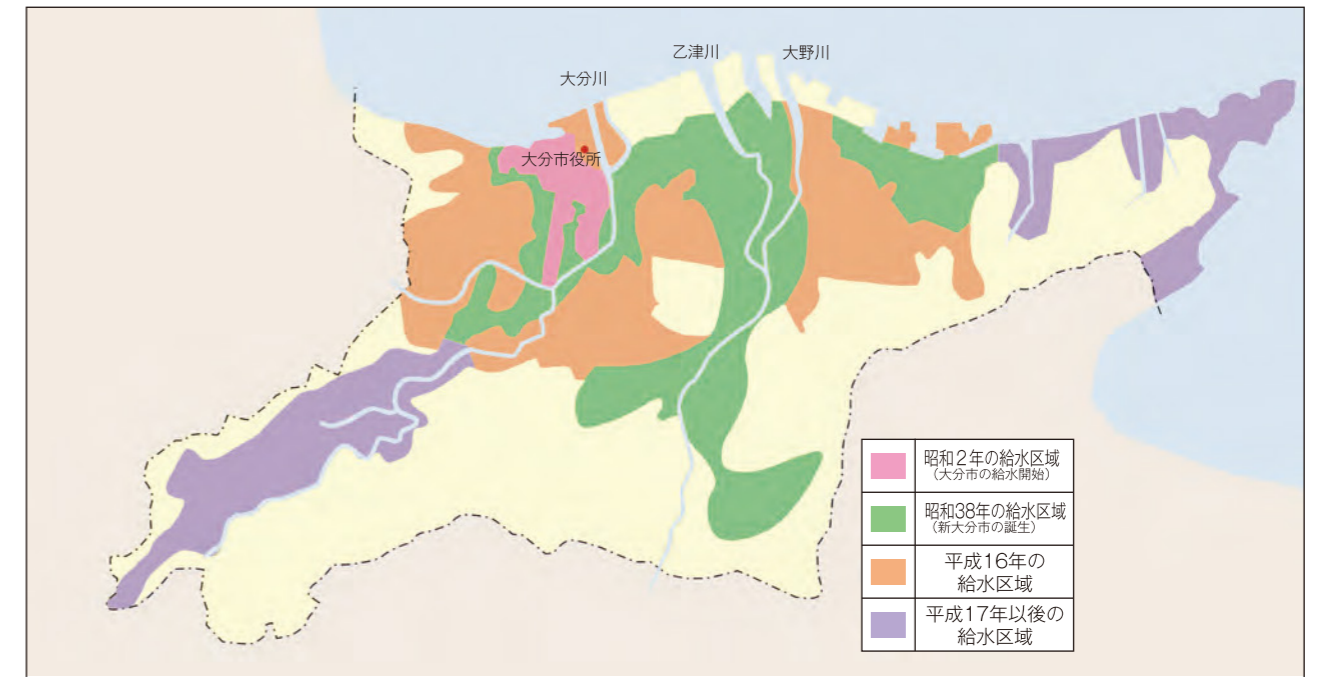 乙津川
大野川
大分川
大分市役所
昭和2年の給水区域
(大分市の給水開始)
昭和38年の給水区域
(新大分市の誕生)
平成16年の
給水区域
平成17年以後の
給水区域